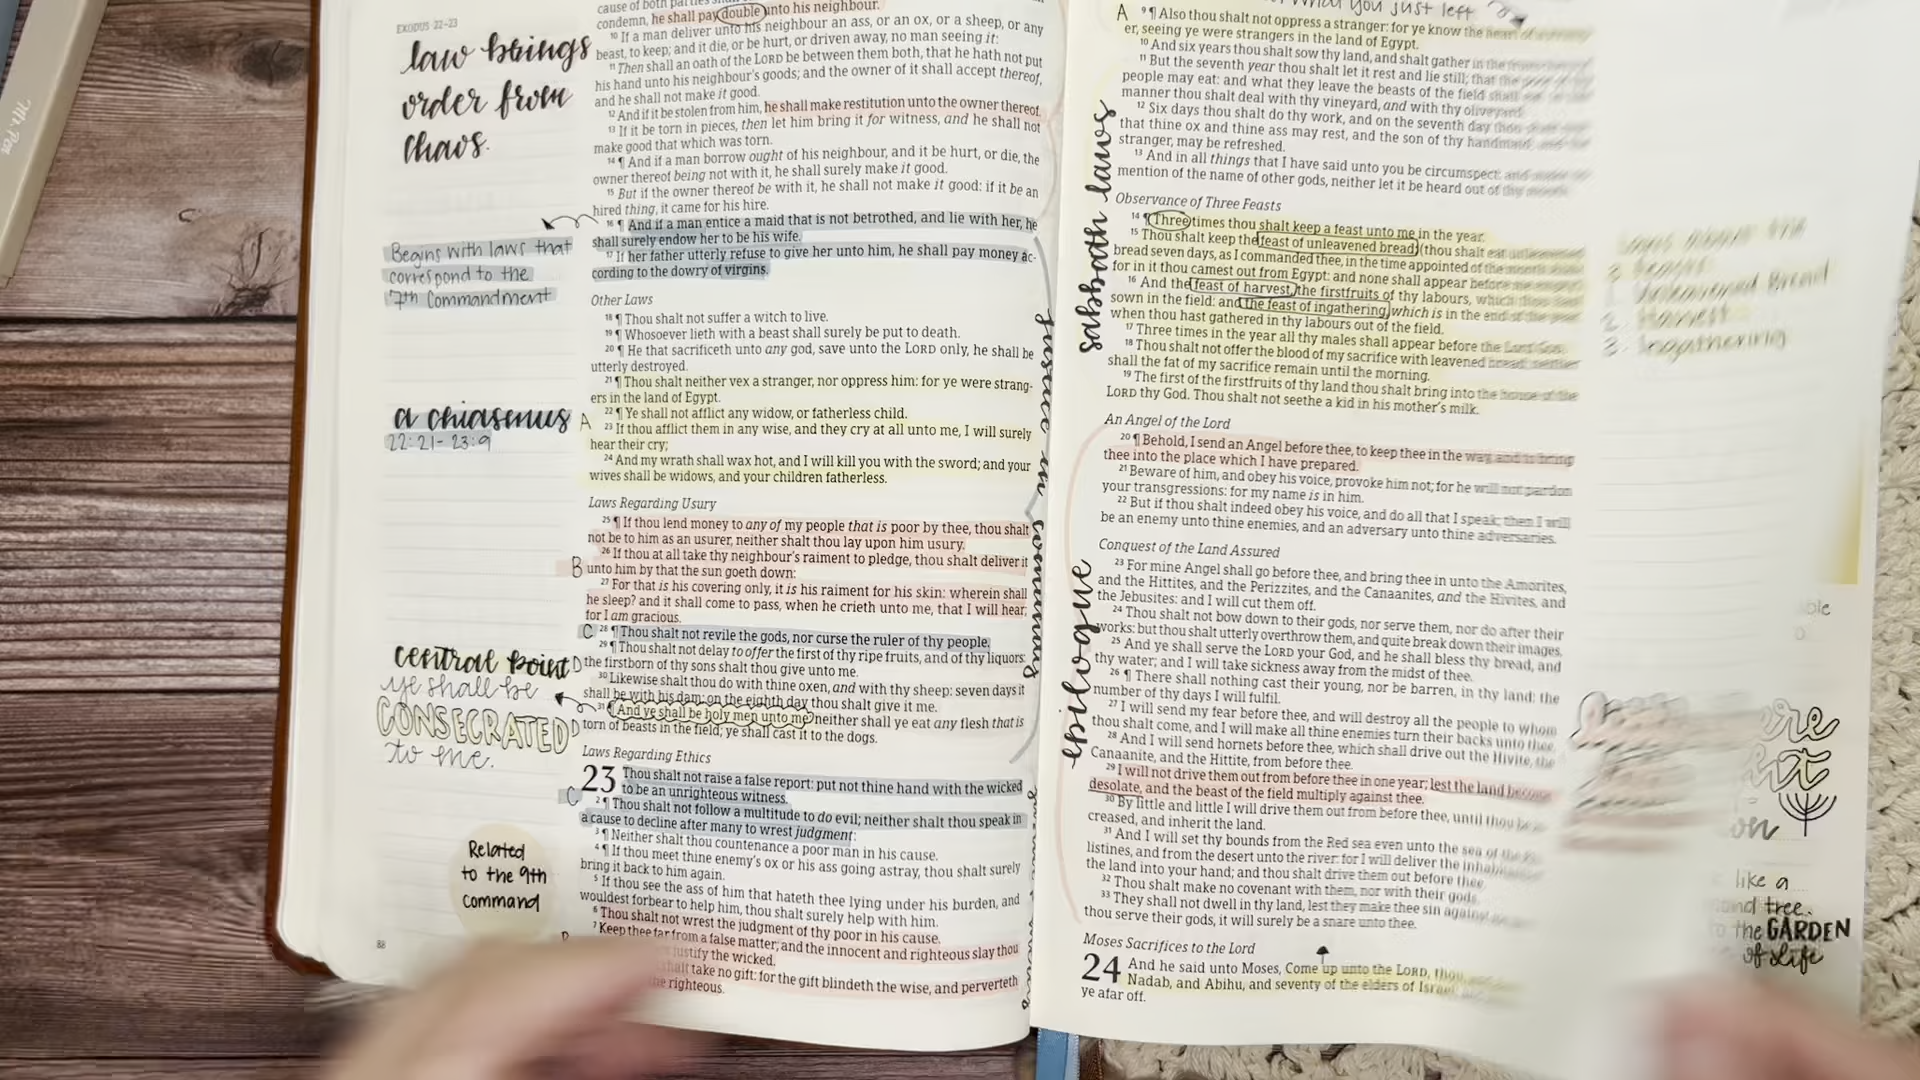 EXODUS 22-23
law brings
order from
chaos.
Begins with laws that
correspond to the
7th Commandment
a chiasmus
22:21-23:9
central point
ye shall be
CONSECRATED
to me.
Related
to the 9th
command
88
cause of both parties
condemn, he shall pay double unto his neighbour.
10 ¶ If a man deliver unto his neighbour an ass, or an ox, or a sheep, or any
beast, to keep; and it die, or be hurt, or driven away, no man seeing it:
11 Then shall an oath of the LORD be between them both, that he hath not put
his hand unto his neighbour's goods; and the owner of it shall accept thereof,
and he shall not make it good.
12 And if it be stolen from him, he shall make restitution unto the owner thereof.
13 If it be torn in pieces, then let him bring it for witness, and he shall not
make good that which was torn.
14 ¶ And if a man borrow ought of his neighbour, and it be hurt, or die, the
owner thereof being not with it, he shall surely make it good.
15 But if the owner thereof be with it, he shall not make it good: if it be an
hired thing, it came for his hire.
16 ¶ And if a man entice a maid that is not betrothed, and lie with her, he
shall surely endow her to be his wife.
17 If her father utterly refuse to give her unto him, he shall pay money ac-
cording to the dowry of virgins.
Other Laws
18 ¶ Thou shalt not suffer a witch to live.
19 ¶ Whosoever lieth with a beast shall surely be put to death.
20 ¶ He that sacrificeth unto any god, save unto the LORD only, he shall be
utterly destroyed.
21 ¶ Thou shalt neither vex a stranger, nor oppress him: for ye were strang-
ers in the land of Egypt.
A
22 ¶ Ye shall not afflict any widow, or fatherless child.
23 If thou afflict them in any wise, and they cry at all unto me, I will surely
hear their cry;
24 And my wrath shall wax hot, and I will kill you with the sword; and your
wives shall be widows, and your children fatherless.
Laws Regarding Usury
25 ¶ If thou lend money to any of my people that is poor by thee, thou shalt
not be to him as an usurer, neither shalt thou lay upon him usury.
26 If thou at all take thy neighbour's raiment to pledge, thou shalt deliver it
B unto him by that the sun goeth down:
27 For that is his covering only, it is his raiment for his skin: wherein shall
he sleep? and it shall come to pass, when he crieth unto me, that I will hear;
for I am gracious.
C 28 ¶ Thou shalt not revile the gods, nor curse the ruler of thy people.
29 ¶ Thou shalt not delay to offer the first of thy ripe fruits, and of thy liquors:
D the firstborn of thy sons shalt thou give unto me.
30 Likewise shalt thou do with thine oxen, and with thy sheep: seven days it
shall be with his dam; on the eighth day thou shalt give it me.
31 ¶ And ye shall be holy men unto me: neither shall ye eat any flesh that is
D torn of beasts in the field; ye shall cast it to the dogs.
Laws Regarding Ethics
23 Thou shalt not raise a false report: put not thine hand with the wicked
to be an unrighteous witness.
C
2 ¶ Thou shalt not follow a multitude to do evil; neither shalt thou speak in
a cause to decline after many to wrest judgment:
3 ¶ Neither shalt thou countenance a poor man in his cause.
4 ¶ If thou meet thine enemy's ox or his ass going astray, thou shalt surely
bring it back to him again.
5 If thou see the ass of him that hateth thee lying under his burden, and
wouldest forbear to help him, thou shalt surely help with him.
6 Thou shalt not wrest the judgment of thy poor in his cause.
7 Keep thee far from a false matter; and the innocent and righteous slay thou
justify the wicked.
take no gift: for the gift blindeth the wise, and perverteth
righteous.
justice in community
you just left
A 9 ¶ Also thou shalt not oppress a stranger: for ye know the
er, seeing ye were strangers in the land of Egypt.
10 And six years thou shalt sow thy land, and shalt gather in the
11 But the seventh year thou shalt let it rest and lie still; that the
people may eat: and what they leave the beasts of the field
manner thou shalt deal with thy vineyard, and with thy oliveyard.
12 Six days thou shalt do thy work, and on the seventh day
that thine ox and thine ass may rest, and the son of thy
stranger, may be refreshed.
13 And in all things that I have said unto you be circumspect:
mention of the name of other gods, neither let it be heard out of
sabbath laws
Observance of Three Feasts
14 ¶ Three times thou shalt keep a feast unto me in the year.
15 Thou shalt keep the feast of unleavened bread: (thou shalt eat unleavened
bread seven days, as I commanded thee, in the time appointed of
for in it thou camest out from Egypt: and none shall appear before
16 And the feast of harvest, the firstfruits of thy labours, which
sown in the field: and the feast of ingathering, which is in the end
when thou hast gathered in thy labours out of the field.
17 Three times in the year all thy males shall appear before the
18 Thou shalt not offer the blood of my sacrifice with leavened
shall the fat of my sacrifice remain until the morning.
19 The first of the firstfruits of thy land thou shalt bring into the
LORD thy God. Thou shalt not seethe a kid in his mother's milk.
Unleavened Bread
2. Harvest
3. Ingathering
An Angel of the Lord
20 ¶ Behold, I send an Angel before thee, to keep thee in the way, and to bring
thee into the place which I have prepared.
21 Beware of him, and obey his voice, provoke him not; for he will not pardon
your transgressions: for my name is in him.
22 But if thou shalt indeed obey his voice, and do all that I speak; then I will
be an enemy unto thine enemies, and an adversary unto thine adversaries.
Conquest of the Land Assured
23 For mine Angel shall go before thee, and bring thee in unto the Amorites,
and the Hittites, and the Perizzites, and the Canaanites, and the Hivites, and
the Jebusites: and I will cut them off.
24 Thou shalt not bow down to their gods, nor serve them, nor do after their
works: but thou shalt utterly overthrow them, and quite break down their images.
25 And ye shall serve the LORD your God, and he shall bless thy bread, and
thy water; and I will take sickness away from the midst of thee.
26 ¶ There shall nothing cast their young, nor be barren, in thy land: the
number of thy days I will fulfil.
27 I will send my fear before thee, and will destroy all the people to whom
thou shalt come, and I will make all thine enemies turn their backs unto thee.
28 And I will send hornets before thee, which shall drive out the Hivite, the
Canaanite, and the Hittite, from before thee.
29 I will not drive them out from before thee in one year; lest the land become
desolate, and the beast of the field multiply against thee.
30 By little and little I will drive them out from before thee, until thou be
creased, and inherit the land.
31 And I will set thy bounds from the Red sea even unto the sea of the
listines, and from the desert unto the river: for I will deliver the
the land into your hand; and thou shalt drive them out before thee.
32 Thou shalt make no covenant with them, nor with their gods.
33 They shall not dwell in thy land, lest they make thee sin against
thou serve their gods, it will surely be a snare unto thee.
epilogue
Moses Sacrifices to the Lord
24 And he said unto Moses, Come up unto the LORD, thou,
Nadab, and Abihu, and seventy of the elders of Israel;
ye afar off.
like a
tree.
the GARDEN
of life